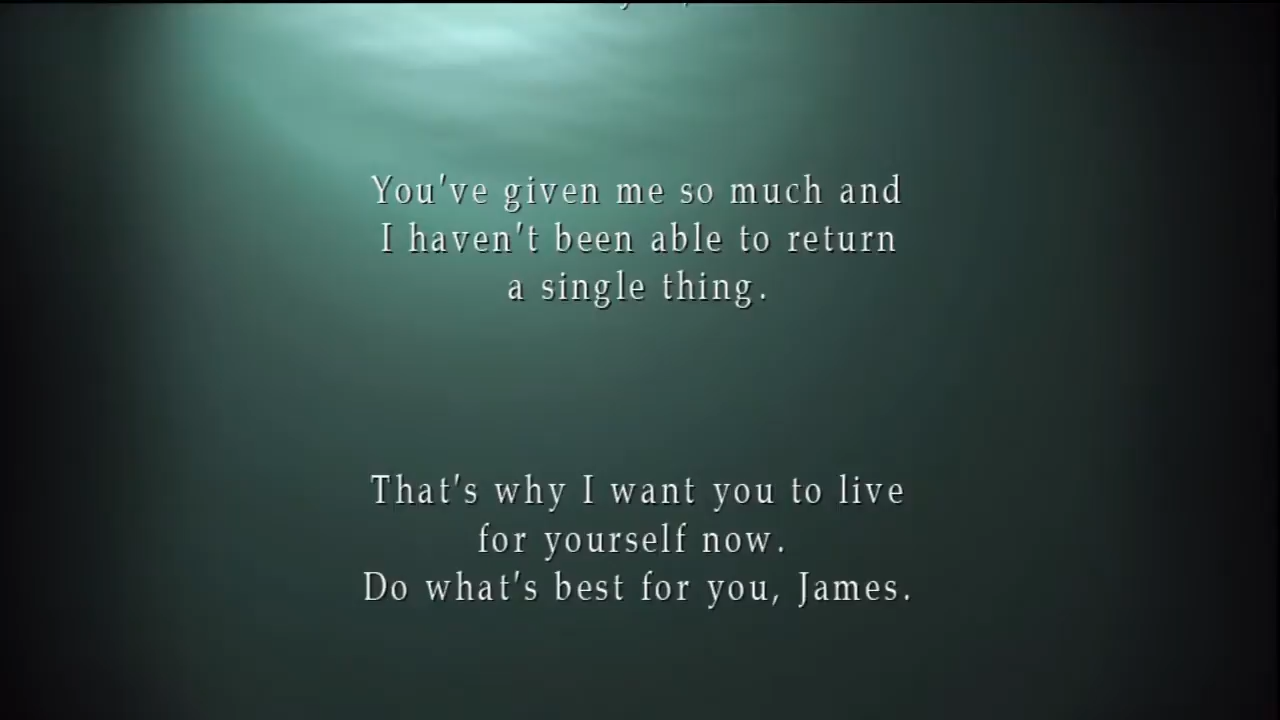 You've given me so much and
I haven't been able to return
a single thing.
That's why I want you to live
for yourself now.
Do what's best for you, James.